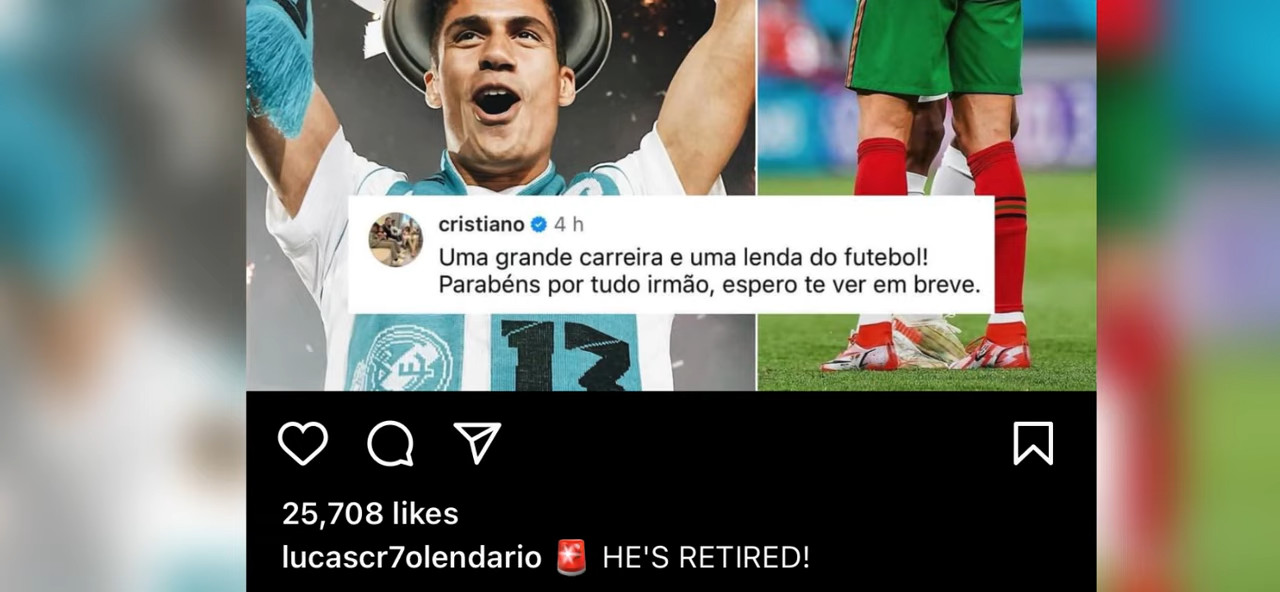 cristiano 4 h
Uma grande carreira e uma lenda do futebol!
Parabéns por tudo irmão, espero te ver em breve.
13
25,708 likes
lucascr7olendario 🚨 HE'S RETIRED!